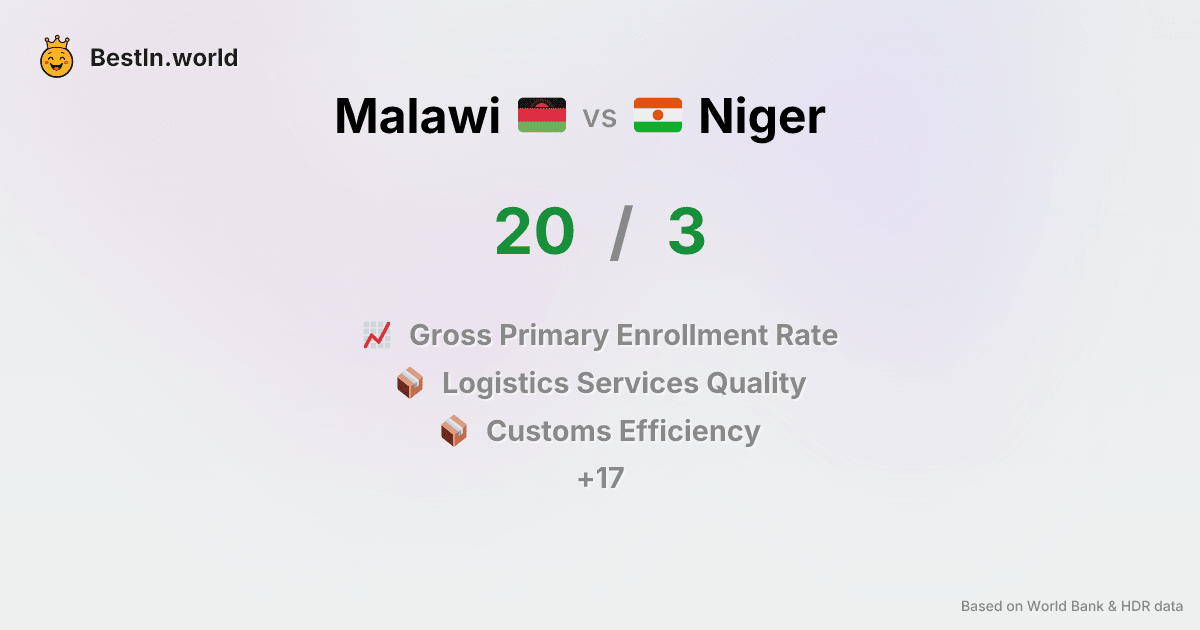 BestIn.world
Malawi vs Niger
20 / 3
Gross Primary Enrollment Rate
Logistics Services Quality
Customs Efficiency
+17
Based on World Bank & HDR data